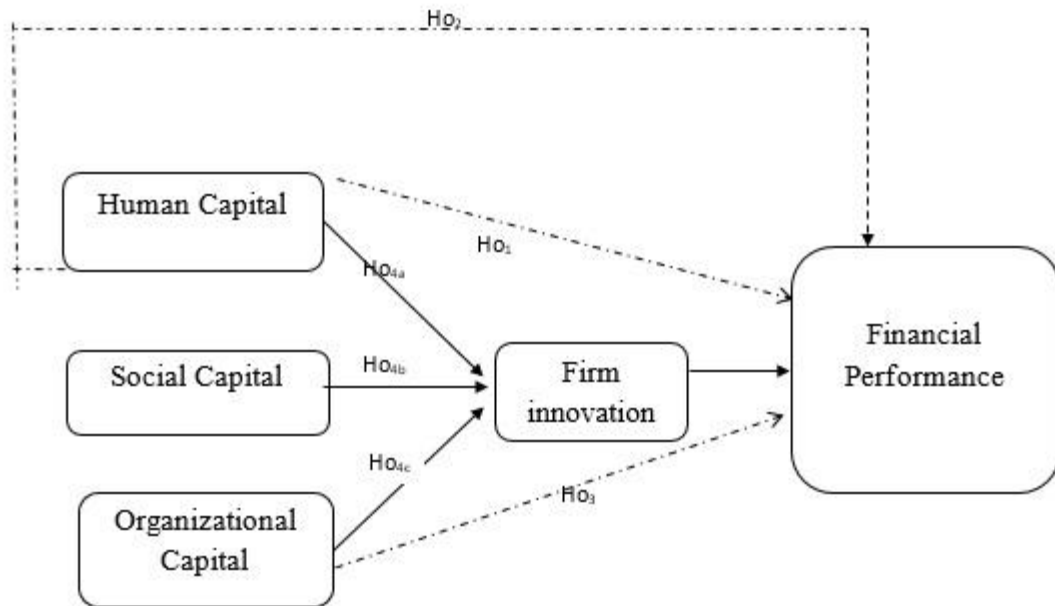 Ho₂
Human Capital
Ho₁
Ho₄ₐ
Social Capital
Ho₄b
Firm
innovation
Financial
Performance
Ho₄c
Organizational
Capital
Ho₃